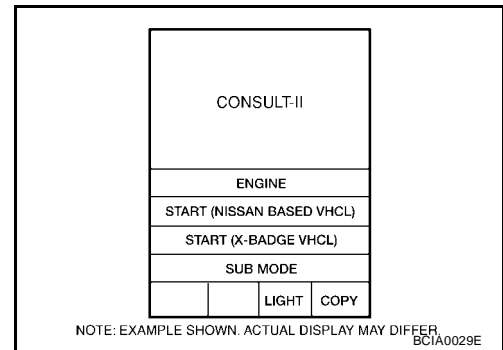 CONSULT-II
ENGINE
START (NISSAN BASED VHCL)
START (X-BADGE VHCL)
SUB MODE
LIGHT COPY
NOTE: EXAMPLE SHOWN. ACTUAL DISPLAY MAY DIFFER.
BCIA0029E